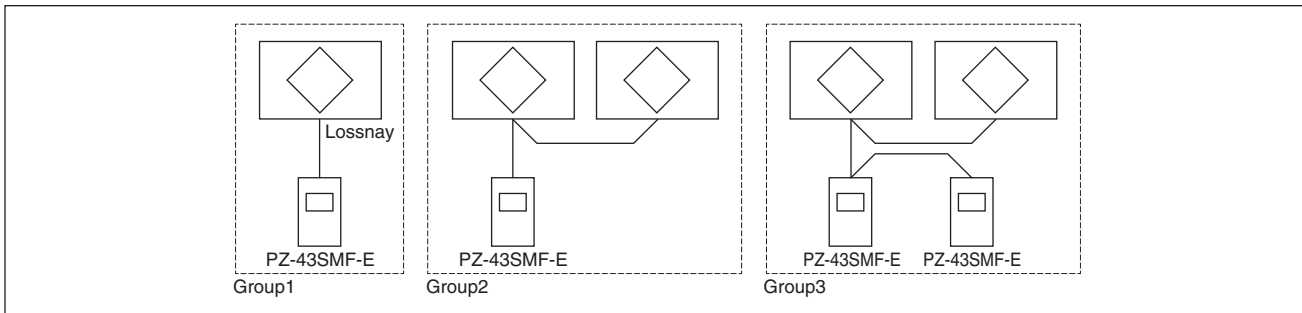 Lossnay
PZ-43SMF-E
Group1
PZ-43SMF-E
Group2
PZ-43SMF-E PZ-43SMF-E
Group3